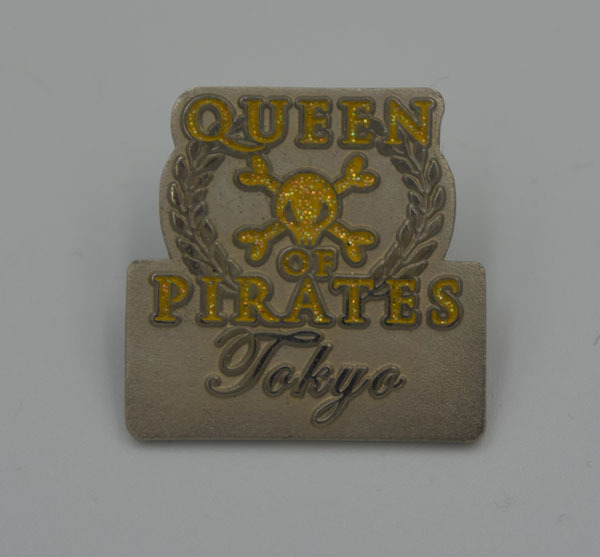 QUEEN
OF
PIRATES
Tokyo